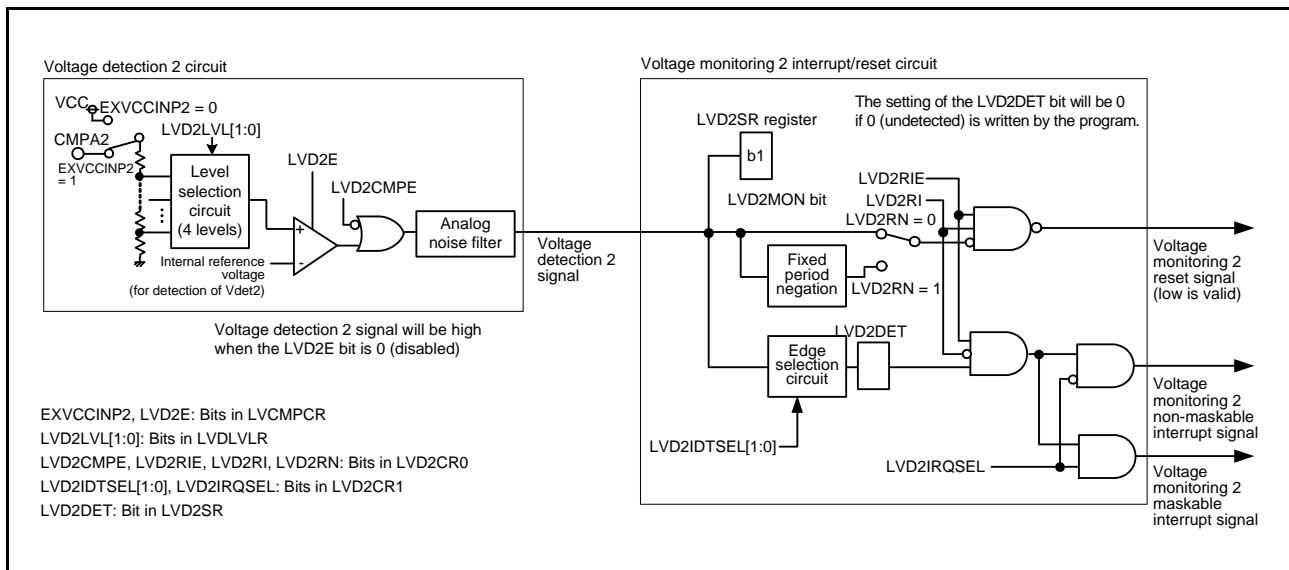 Voltage detection 2 circuit
VCC
EXVCCINP2 = 0
LVD2LVL[1:0]
CMPA2
EXVCCINP2
= 1
Level
selection
circuit
(4 levels)
LVD2E
LVD2CMPE
+
-
Analog
noise filter
Internal reference
voltage
(for detection of Vdet2)
Voltage
detection 2
signal
Voltage detection 2 signal will be high
when the LVD2E bit is 0 (disabled)
Voltage monitoring 2 interrupt/reset circuit
The setting of the LVD2DET bit will be 0
if 0 (undetected) is written by the program.
LVD2SR register
b1
LVD2MON bit
LVD2RIE
LVD2RI
LVD2RN = 0
Fixed
period
negation
LVD2RN = 1
Voltage
monitoring 2
reset signal
(low is valid)
LVD2DET
Edge
selection
circuit
LVD2IDTSEL[1:0]
LVD2IRQSEL
Voltage
monitoring 2
non-maskable
interrupt signal
Voltage
monitoring 2
maskable
interrupt signal
EXVCCINP2, LVD2E: Bits in LVCMPCR
LVD2LVL[1:0]: Bits in LVDLVLR
LVD2CMPE, LVD2RIE, LVD2RI, LVD2RN: Bits in LVD2CR0
LVD2IDTSEL[1:0], LVD2IRQSEL: Bits in LVD2CR1
LVD2DET: Bit in LVD2SR